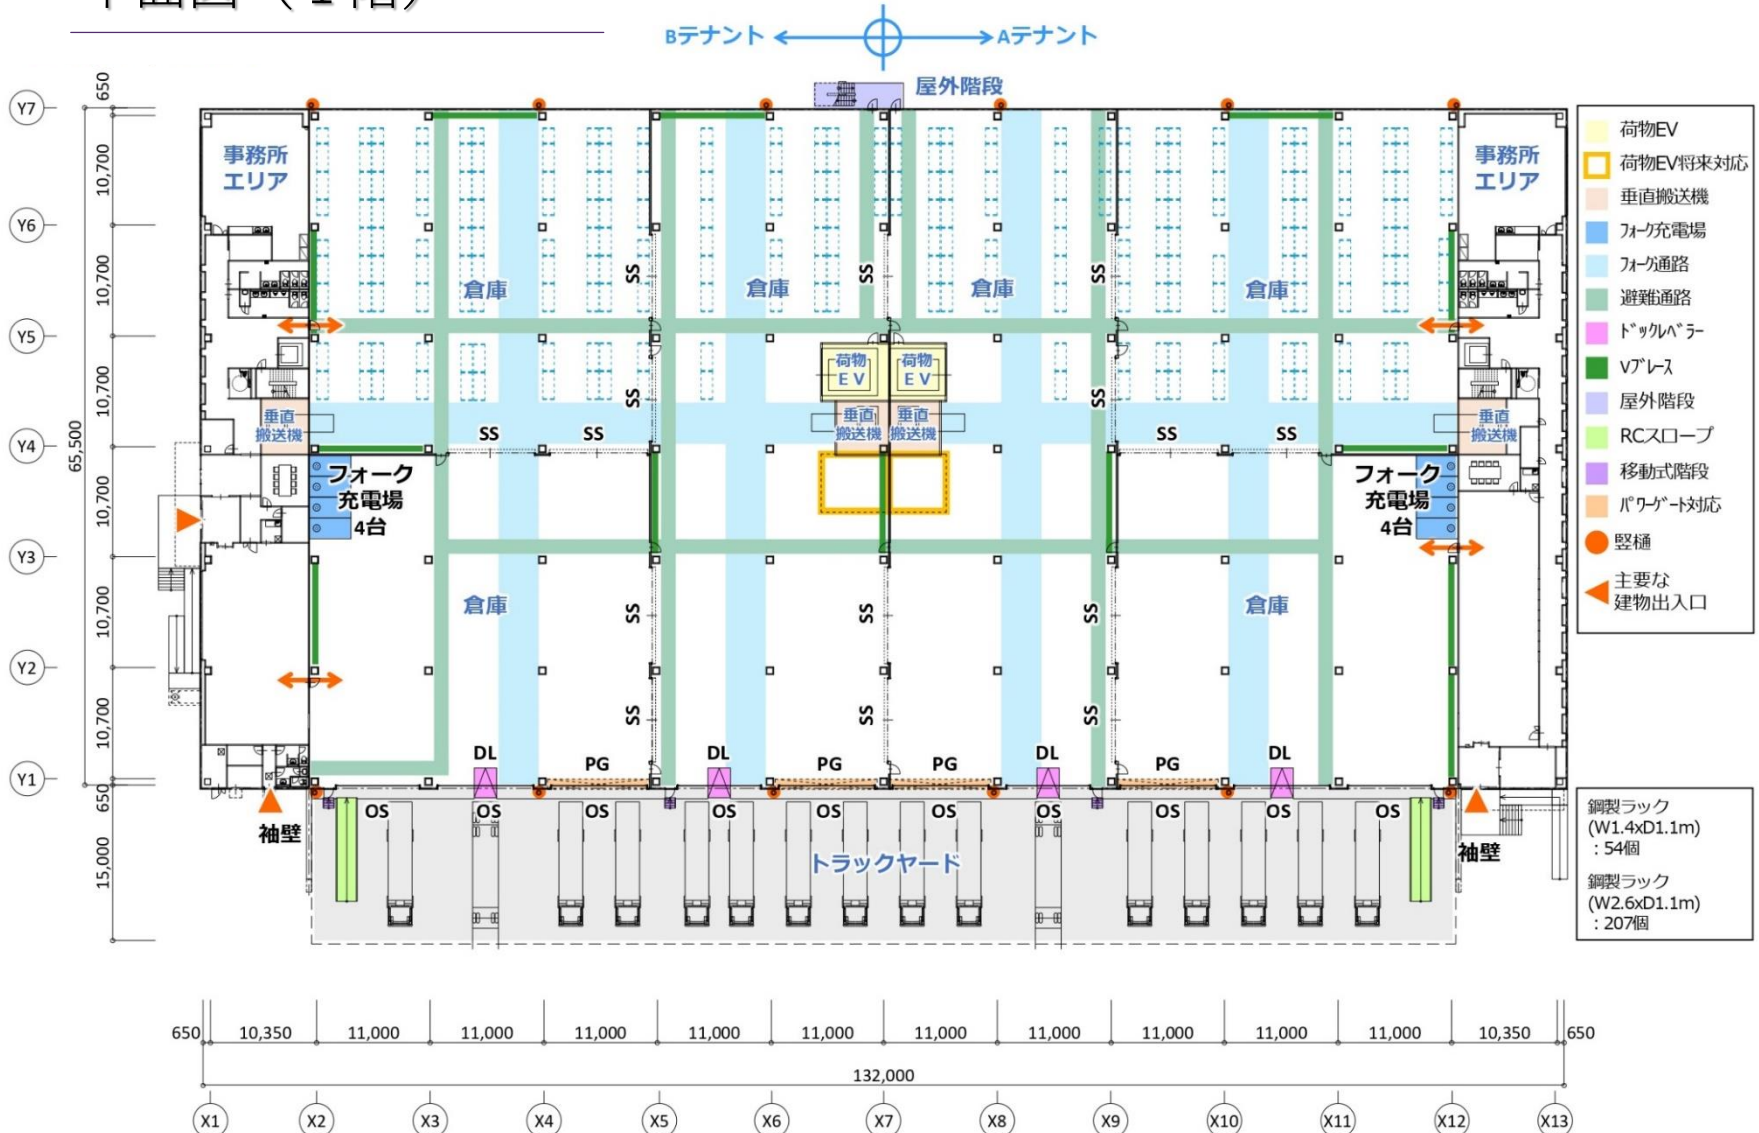 平面図（１階）
Bテナント
Aテナント
屋外階段
Y7
Y6
Y5
Y4
Y3
Y2
Y1
650
10,700
10,700
10,700
10,700
10,700
10,700
650
65,500
15,000
事務所
エリア
事務所
エリア
倉庫
倉庫
倉庫
倉庫
SS
SS
SS
荷物
ＥＶ
荷物
ＥＶ
SS
SS
垂直
搬送機
垂直
搬送機
垂直
搬送機
垂直
搬送機
SS
SS
SS
SS
フォーク
充電場
4台
フォーク
充電場
4台
倉庫
倉庫
SS
SS
SS
SS
SS
SS
DL
PG
DL
PG
PG
DL
PG
DL
OS
OS
OS
OS
OS
OS
OS
OS
OS
OS
袖壁
トラックヤード
袖壁
荷物EV
荷物EV将来対応
垂直搬送機
ﾌｫｰｸ充電場
ﾌｫｰｸ通路
避難通路
ﾄﾞｯｸﾚﾍﾞﾗｰ
Vﾌﾞﾚｰｽ
屋外階段
RCスロープ
移動式階段
ﾊﾟﾜｰｹﾞｰﾄ対応
竪樋
主要な
建物出入口
鋼製ラック
(W1.4xD1.1m)
：54個
鋼製ラック
(W2.6xD1.1m)
：207個
650 10,350 11,000 11,000 11,000 11,000 11,000 11,000 11,000 11,000 11,000 11,000 10,350 650
132,000
X1 X2 X3 X4 X5 X6 X7 X8 X9 X10 X11 X12 X13